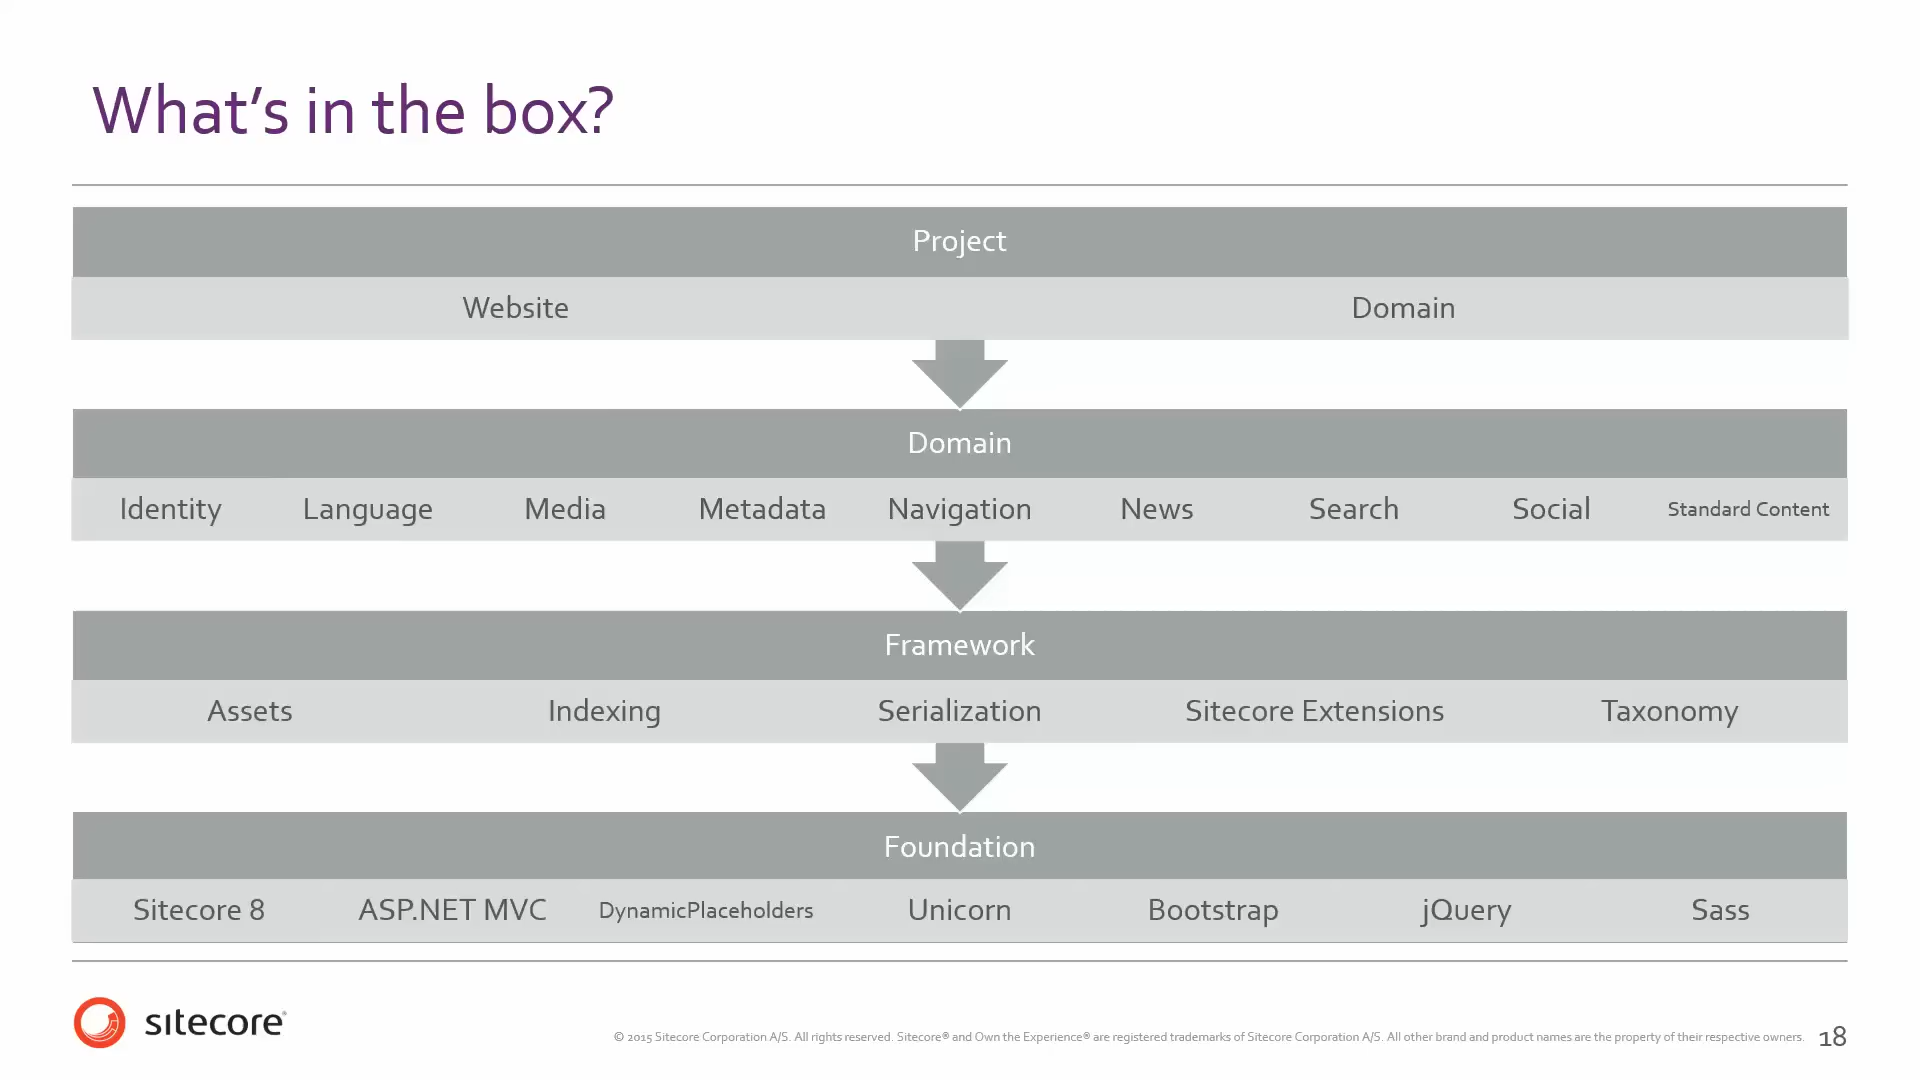 What's in the box?
Project
Website Domain
Domain
Identity Language Media Metadata Navigation News Search Social Standard Content
Framework
Assets Indexing Serialization Sitecore Extensions Taxonomy
Foundation
Sitecore 8 ASP.NET MVC DynamicPlaceholders Unicorn Bootstrap jQuery Sass
sitecore®
© 2015 Sitecore Corporation A/S. All rights reserved. Sitecore® and Own the Experience® are registered trademarks of Sitecore Corporation A/S. All other brand and product names are the property of their respective owners. 18